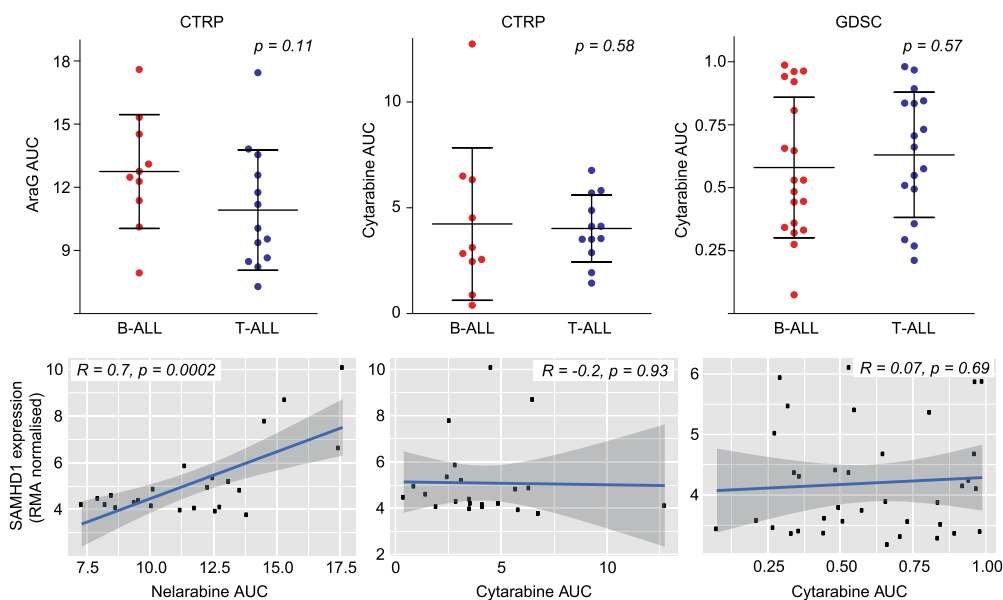 CTRP
p = 0.11
AraG AUC
18
15
12
9
B-ALL
T-ALL
CTRP
p = 0.58
Cytarabine AUC
10
5
0
B-ALL
T-ALL
GDSC
p = 0.57
Cytarabine AUC
1.0
0.75
0.5
0.25
B-ALL
T-ALL
R = 0.7, p = 0.0002
SAMHD1 expression
(RMA normalised)
10
8
6
4
7.5
10.0
12.5
15.0
17.5
Nelarabine AUC
R = -0.2, p = 0.93
10
8
6
4
2
0
5
10
Cytarabine AUC
R = 0.07, p = 0.69
6
5
4
0.25
0.50
0.75
1.00
Cytarabine AUC